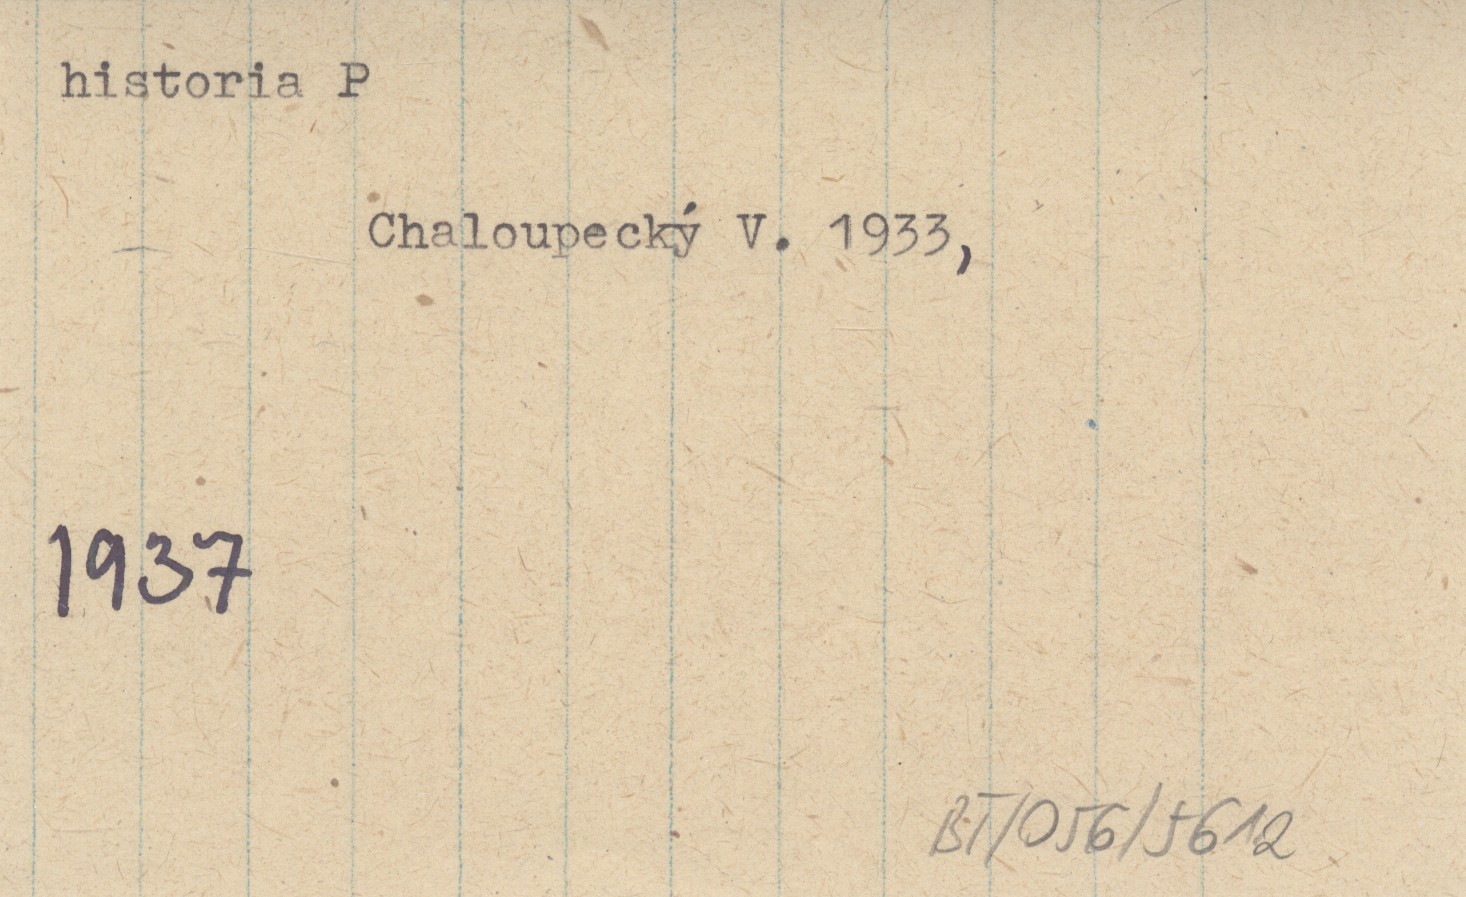 historia P
Chaloupecký V. 1933,
1937
BT/056/5612